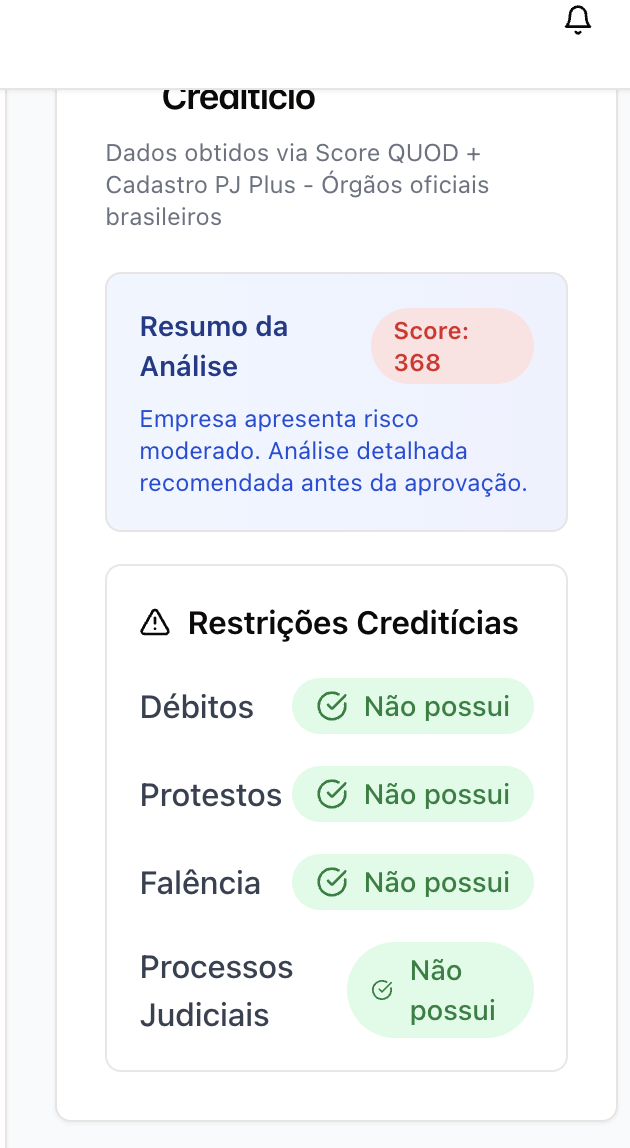 Creditício
Dados obtidos via Score QUOD +
Cadastro PJ Plus - Órgãos oficiais
brasileiros
Resumo da
Análise
Score:
368
Empresa apresenta risco
moderado. Análise detalhada
recomendada antes da aprovação.
Restrições Creditícias
Débitos
Não possui
Protestos
Não possui
Falência
Não possui
Processos
Judiciais
Não
possui